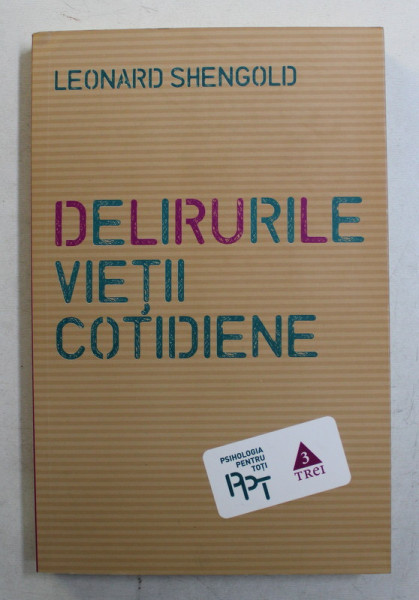 LEONARD SHENGOLD
DELIRURILE
VIEȚII
COTIDIENE
PSIHOLOGIA
PENTRU
TOȚI
PPT
3
TREI